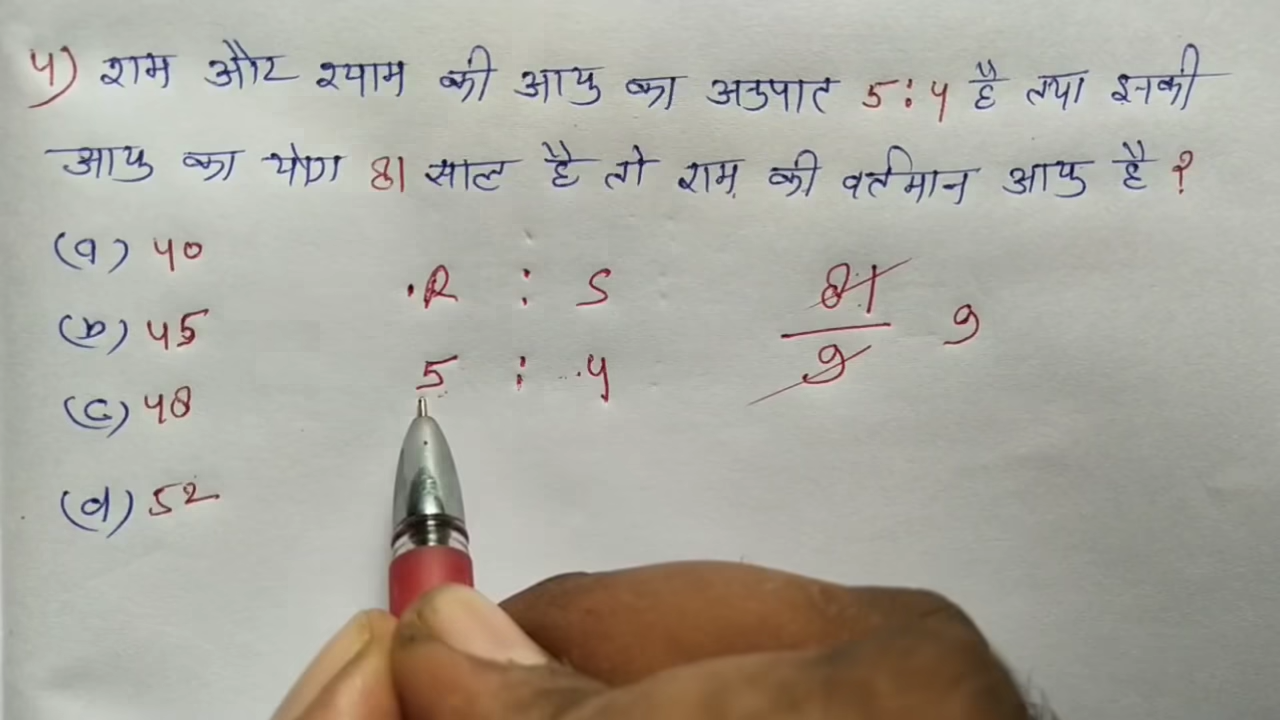 4) राम और श्याम की आयु का अनुपात 5:4 है तथा इनकी
आयु का योग 81 साल है तो राम की वर्तमान आयु है ?
(a) 40
(b) 45
(c) 48
(d) 52
R : S
5 : 4
81
9
9